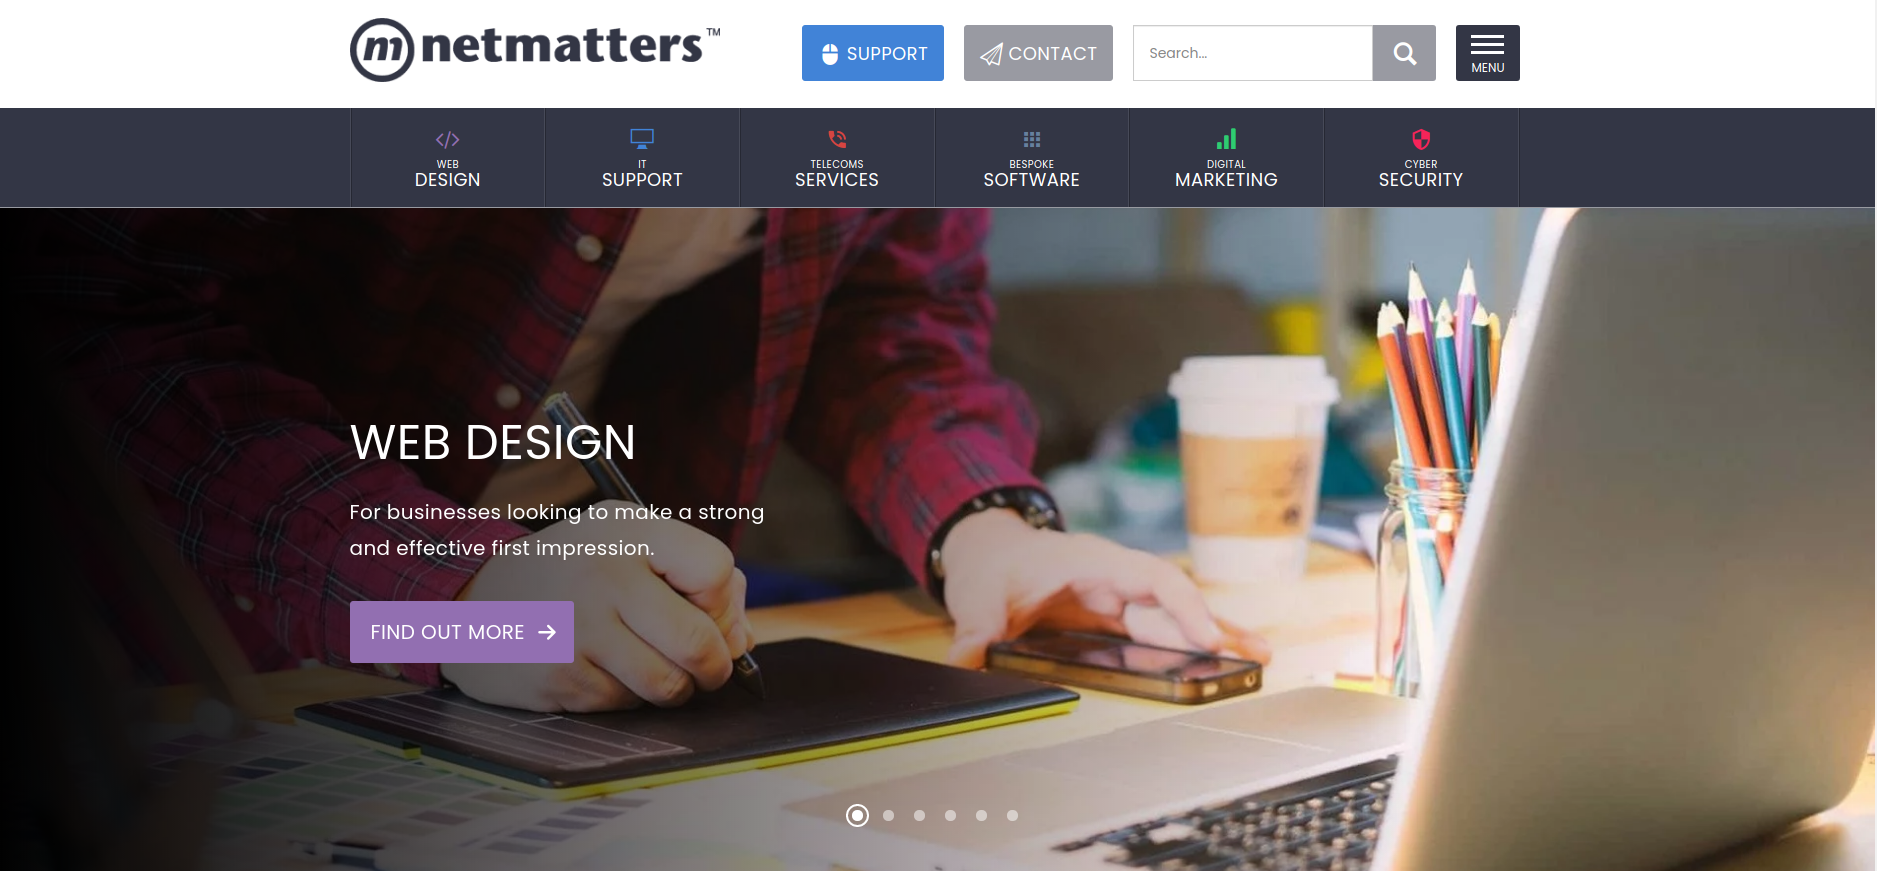 m netmatters™
SUPPORT
CONTACT
Search...
MENU
WEB
DESIGN
IT
SUPPORT
TELECOMS
SERVICES
BESPOKE
SOFTWARE
DIGITAL
MARKETING
CYBER
SECURITY
WEB DESIGN
For businesses looking to make a strong
and effective first impression.
FIND OUT MORE